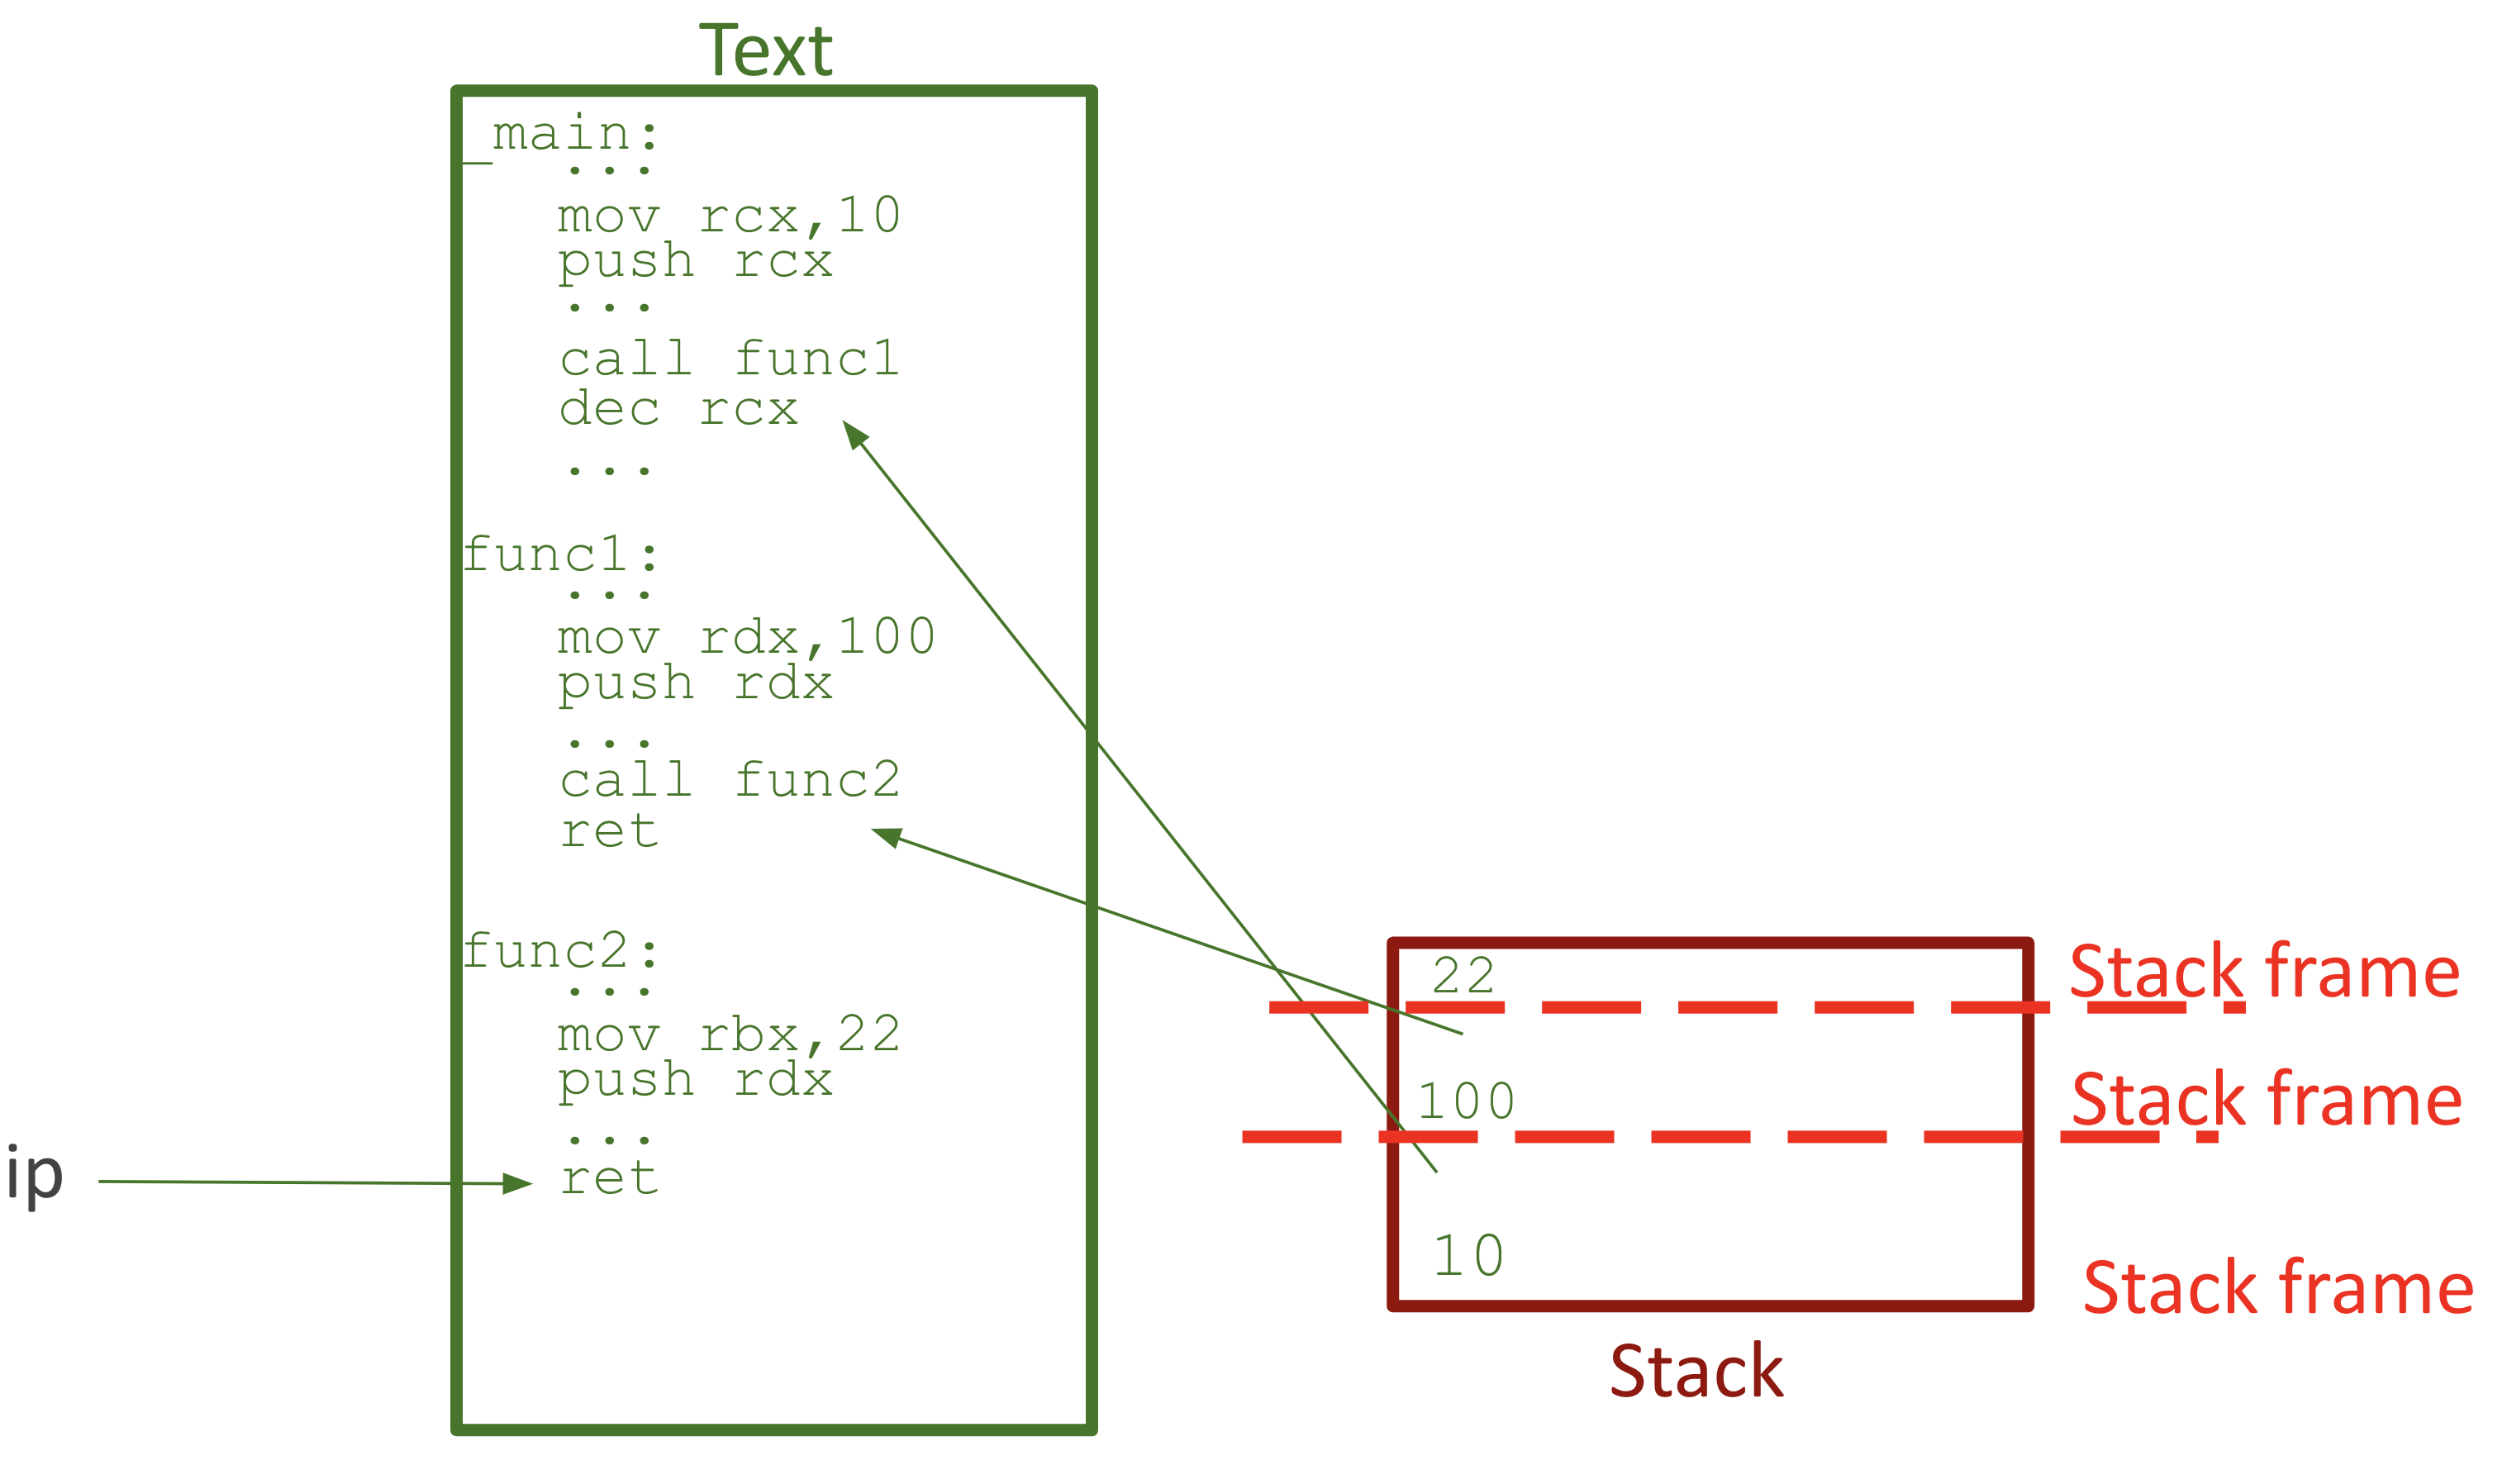 Text
_main:
...
mov rcx,10
push rcx
...
call func1
dec rcx
...
func1:
...
mov rdx,100
push rdx
...
call func2
ret
func2:
...
mov rbx,22
push rdx
...
ret
ip
22
100
10
Stack frame
Stack frame
Stack frame
Stack